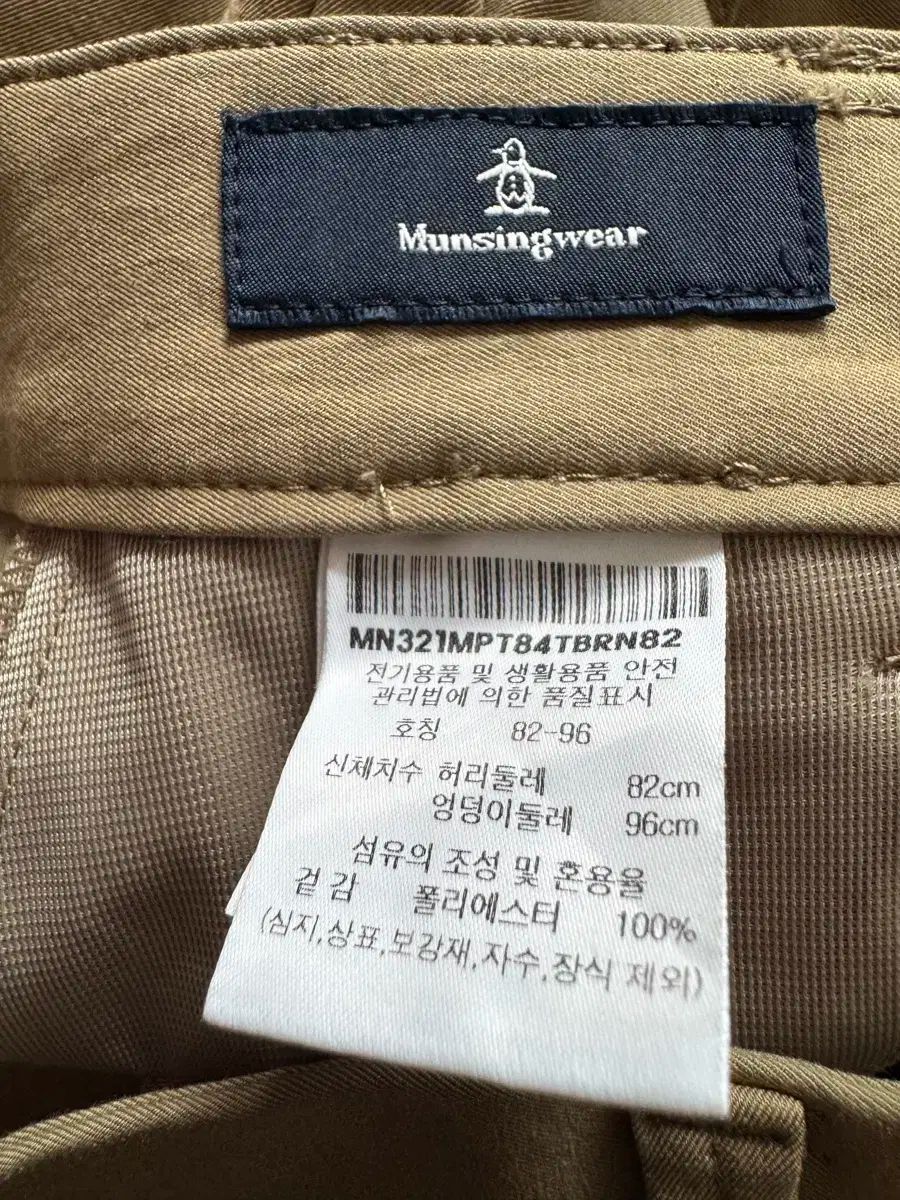 Munsingwear
MN321MPT84TBRN82
전기용품 및 생활용품 안전
관리법에 의한 품질표시
호칭 82-96
신체치수 허리둘레 82cm
엉덩이둘레 96cm
섬유의 조성 및 혼용율
겉감 폴리에스터 100%
(심지,상표,보강재,자수,장식 제외)